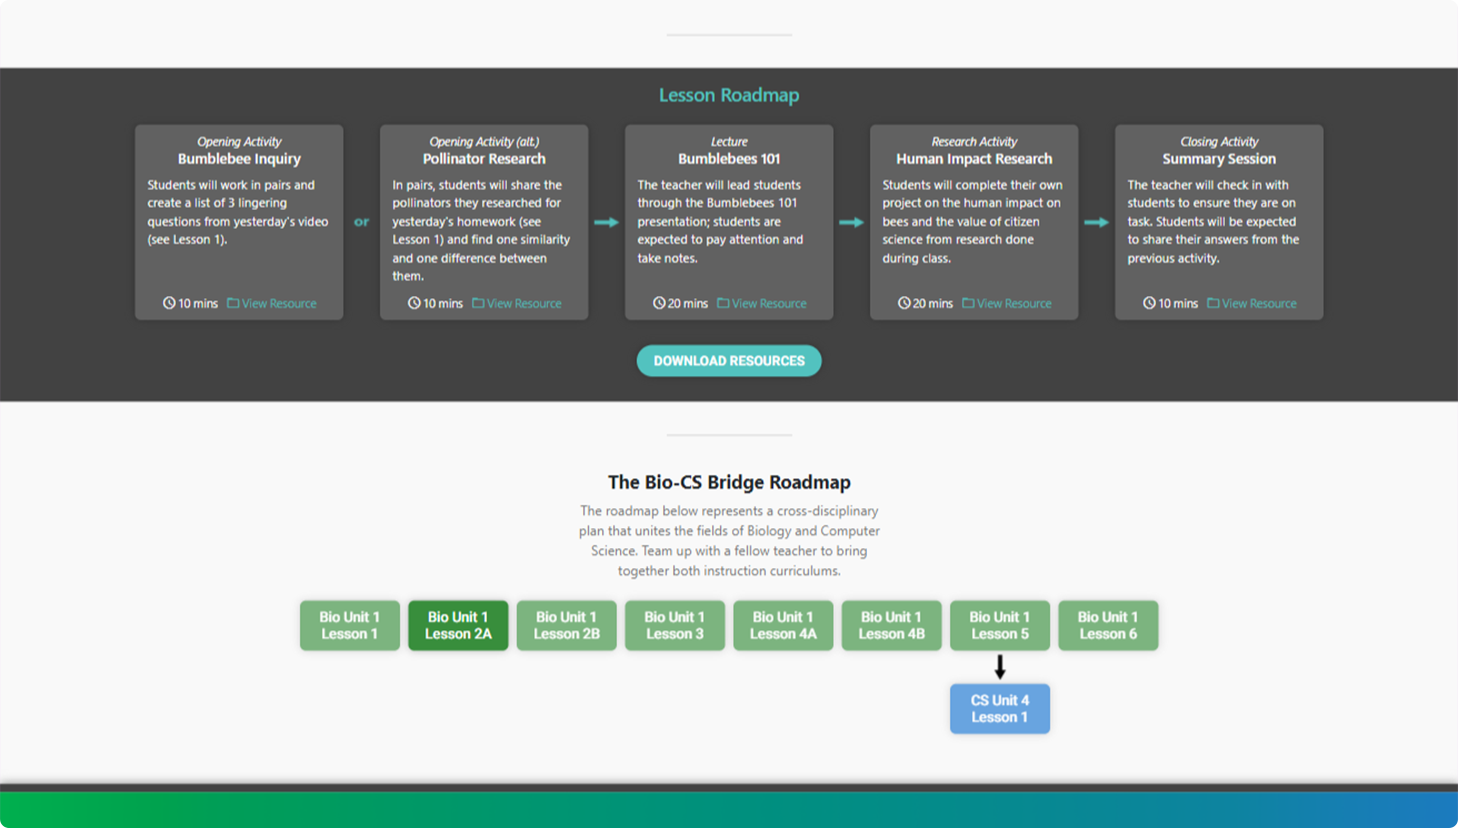 Lesson Roadmap
Opening Activity
Bumblebee Inquiry
Students will work in pairs and
create a list of 3 lingering
questions from yesterday's video
(see Lesson 1).
10 mins View Resource
or
Opening Activity (alt.)
Pollinator Research
In pairs, students will share the
pollinators they researched for
yesterday's homework (see
Lesson 1) and find one similarity
and one difference between
them.
10 mins View Resource
Lecture
Bumblebees 101
The teacher will lead students
through the Bumblebees 101
presentation; students are
expected to pay attention and
take notes.
20 mins View Resource
Research Activity
Human Impact Research
Students will complete their own
project on the human impact on
bees and the value of citizen
science from research done
during class.
20 mins View Resource
Closing Activity
Summary Session
The teacher will check in with
students to ensure they are on
task. Students will be expected
to share their answers from the
previous activity.
10 mins View Resource
DOWNLOAD RESOURCES
The Bio-CS Bridge Roadmap
The roadmap below represents a cross-disciplinary
plan that unites the fields of Biology and Computer
Science. Team up with a fellow teacher to bring
together both instruction curriculums.
Bio Unit 1
Lesson 1
Bio Unit 1
Lesson 2A
Bio Unit 1
Lesson 2B
Bio Unit 1
Lesson 3
Bio Unit 1
Lesson 4A
Bio Unit 1
Lesson 4B
Bio Unit 1
Lesson 5
Bio Unit 1
Lesson 6
CS Unit 4
Lesson 1